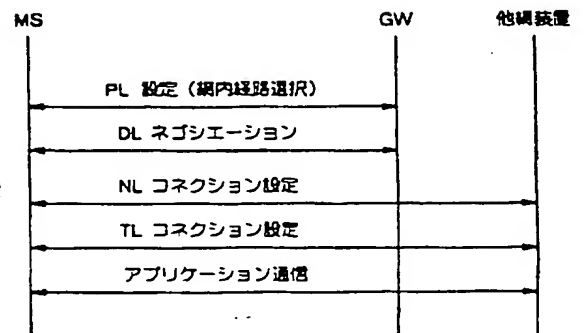 MS
GW
他網装置
PL 設定（網内経路選択）
DL ネゴシエーション
NL コネクション設定
TL コネクション設定
アプリケーション通信